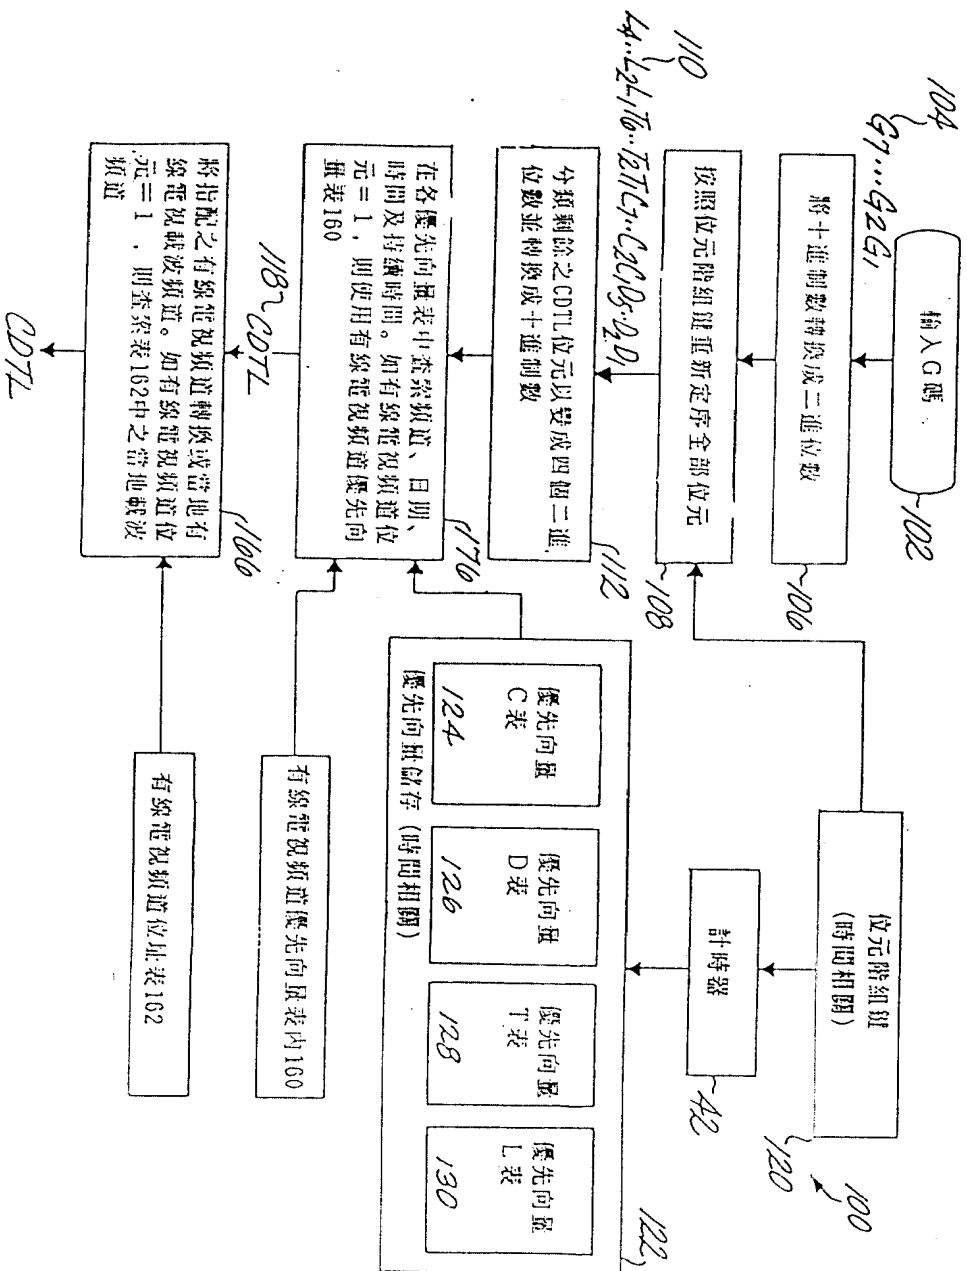 100
104
G7...G2G1
輸入G碼
102
將十進制數轉換成二進位數
106
按照位元階組鍵重新定序全部位元
108
110
L4..L2L1T6..T2T1C7..C2C1D5..D2D1
分類剩餘之CDTL位元以變成四個二進
位數並轉換成十進制數
112
在各優先向量表中查索頻道、日期、
時間及持續時間。如有線電視頻道位
元=1，則使用有線電視頻道優先向
量表160
176
118~CDTL
將指配之有線電視頻道轉換或當地有
線電視載波頻道。如有線電視頻道位
元=1，則查索表162中之當地載波
頻道
166
CDTL
位元階組鍵
(時間相關)
120
計時器
42
122
優先向量
C表
124
優先向量
D表
126
優先向量
T表
128
優先向量
L表
130
優先向量儲存(時間相關)
有線電視頻道優先向量表內160
有線電視頻道位址表162